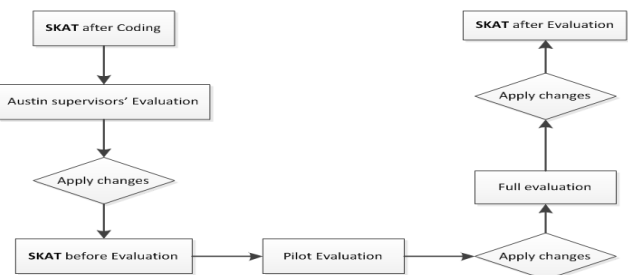 SKAT after Coding
Austin supervisors' Evaluation
Apply changes
SKAT before Evaluation
Pilot Evaluation
Apply changes
Full evaluation
Apply changes
SKAT after Evaluation